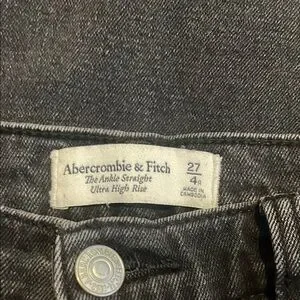 Abercrombie & Fitch
The Ankle Straight
Ultra High Rise
27
4R
MADE IN
CAMBODIA